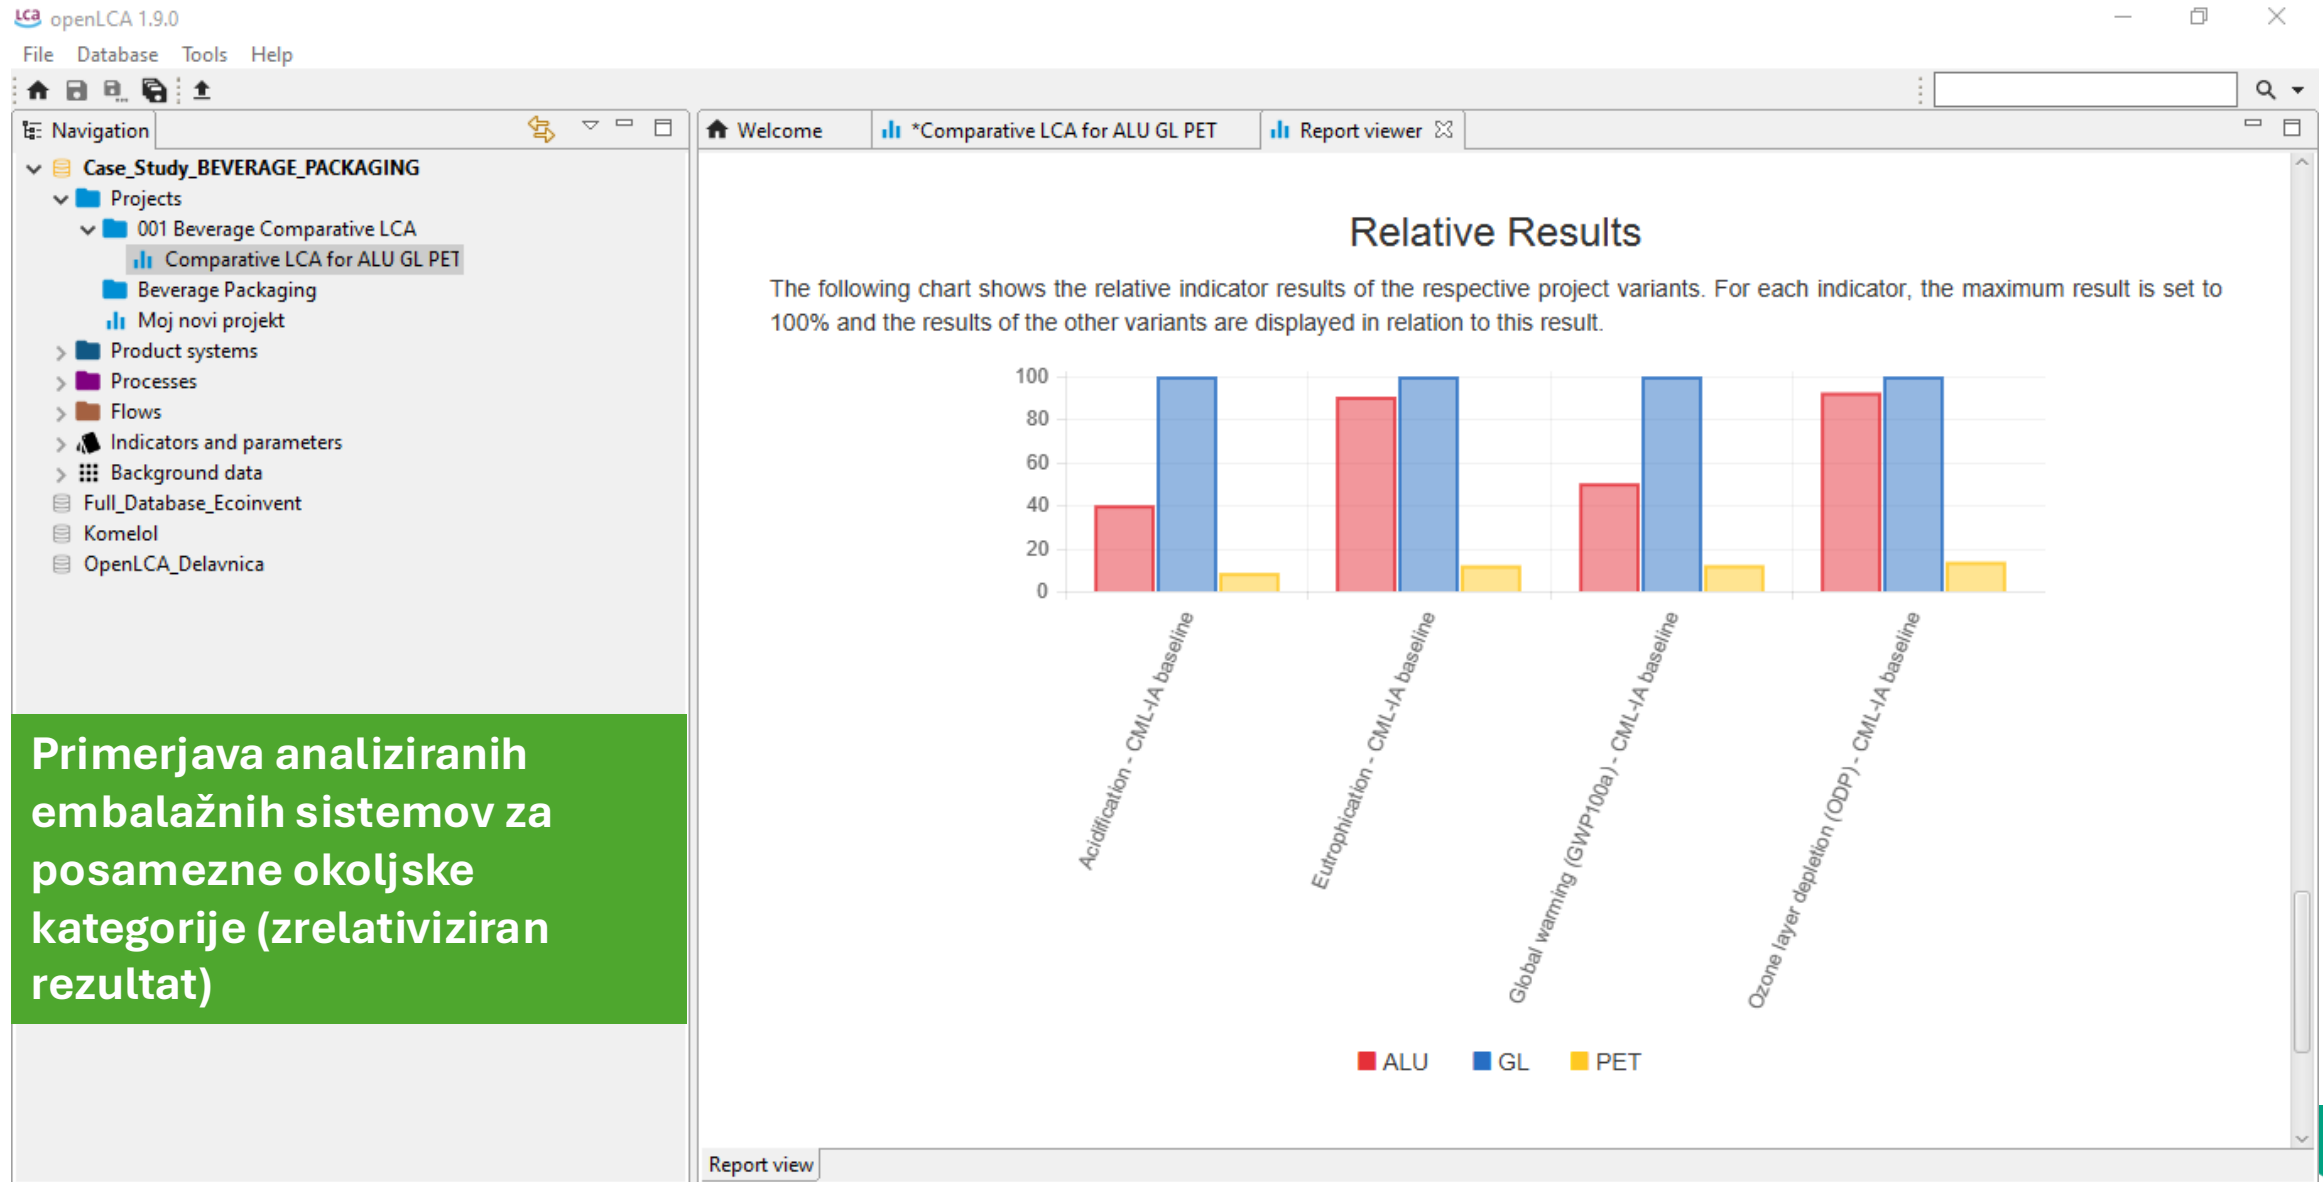 LCa openLCA 1.9.0
File Database Tools Help
Navigation
Case_Study_BEVERAGE_PACKAGING
Projects
001 Beverage Comparative LCA
Comparative LCA for ALU GL PET
Beverage Packaging
Moj novi projekt
Product systems
Processes
Flows
Indicators and parameters
Background data
Full_Database_Ecoinvent
Komelol
OpenLCA_Delavnica
Primerjava analiziranih
embalažnih sistemov za
posamezne okoljske
kategorije (zrelativiziran
rezultat)
Welcome *Comparative LCA for ALU GL PET Report viewer
Relative Results
The following chart shows the relative indicator results of the respective project variants. For each indicator, the maximum result is set to
100% and the results of the other variants are displayed in relation to this result.
100
80
60
40
20
0
Acidification - CML-IA baseline
Eutrophication - CML-IA baseline
Global warming (GWP100a) - CML-IA baseline
Ozone layer depletion (ODP) - CML-IA baseline
ALU GL PET
Report view